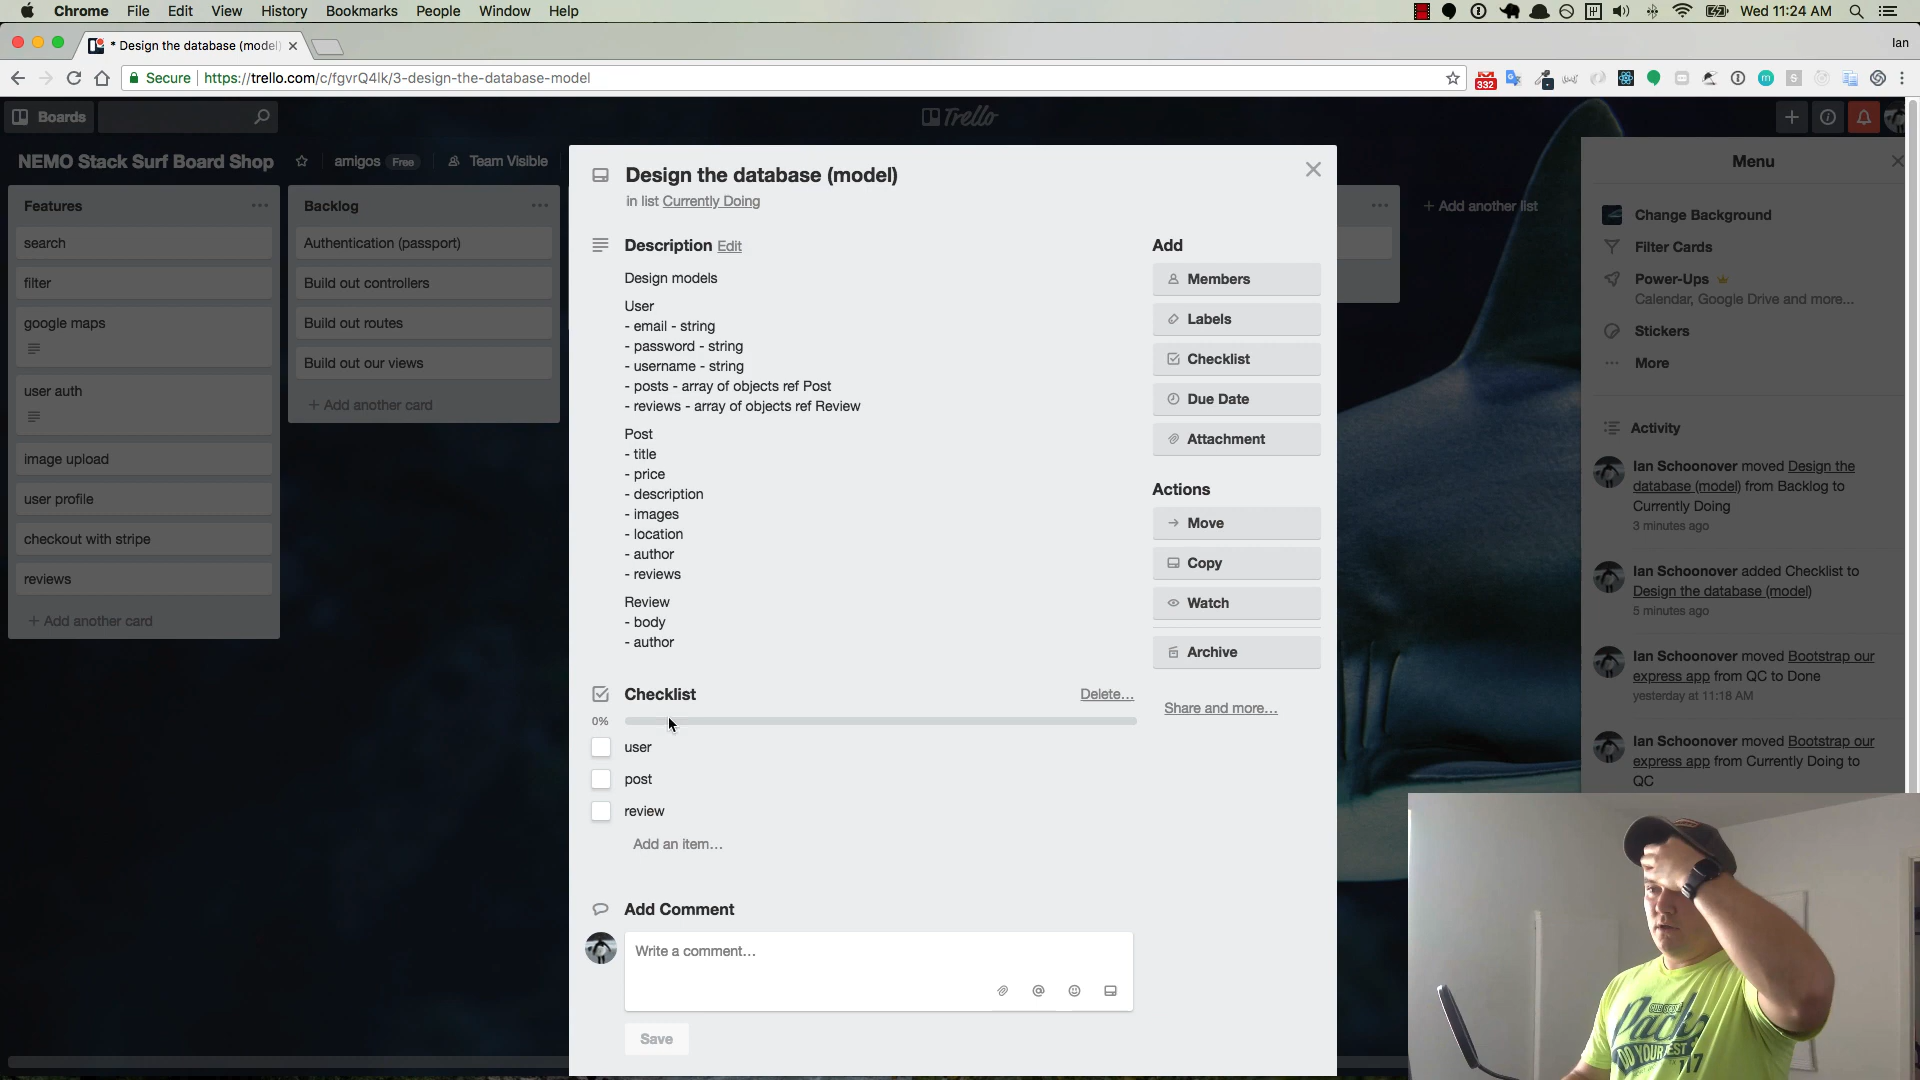 Chrome File Edit View History Bookmarks People Window Help
Wed 11:24 AM
* Design the database (model)
Ian
Secure | https://trello.com/c/fgvrQ4lk/3-design-the-database-model
332
Boards
Trello
NEMO Stack Surf Board Shop
amigos Free
Team Visible
Features
search
filter
google maps
user auth
image upload
user profile
checkout with stripe
reviews
+ Add another card
Backlog
Authentication (passport)
Build out controllers
Build out routes
Build out our views
+ Add another card
Design the database (model)
in list Currently Doing
Description Edit
Design models
User
- email - string
- password - string
- username - string
- posts - array of objects ref Post
- reviews - array of objects ref Review
Post
- title
- price
- description
- images
- location
- author
- reviews
Review
- body
- author
Checklist
Delete...
0%
user
post
review
Add an item...
Add Comment
Write a comment...
Save
Add
Members
Labels
Checklist
Due Date
Attachment
Actions
Move
Copy
Watch
Archive
Share and more...
+ Add another list
Menu
Change Background
Filter Cards
Power-Ups
Calendar, Google Drive and more...
Stickers
More
Activity
Ian Schoonover moved Design the
database (model) from Backlog to
Currently Doing
3 minutes ago
Ian Schoonover added Checklist to
Design the database (model)
5 minutes ago
Ian Schoonover moved Bootstrap our
express app from QC to Done
yesterday at 11:18 AM
Ian Schoonover moved Bootstrap our
express app from Currently Doing to
QC